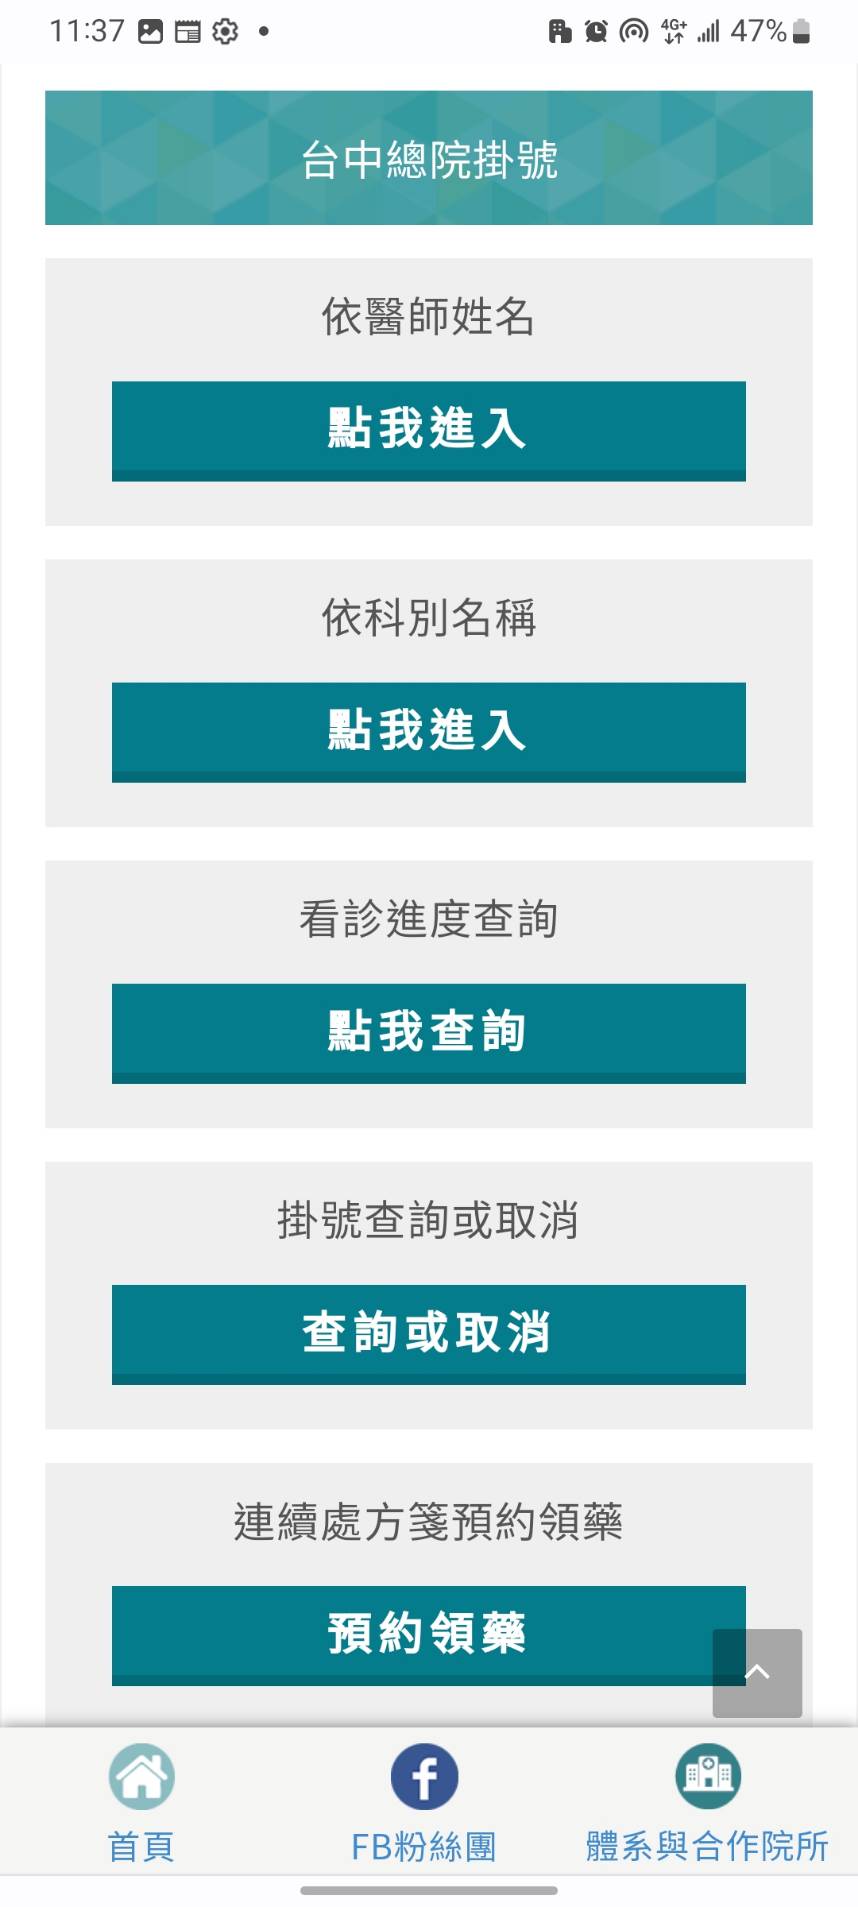 11:37
4G+
47%
台中總院掛號
依醫師姓名
點我進入
依科別名稱
點我進入
看診進度查詢
點我查詢
掛號查詢或取消
查詢或取消
連續處方箋預約領藥
預約領藥
首頁
FB粉絲團
體系與合作院所